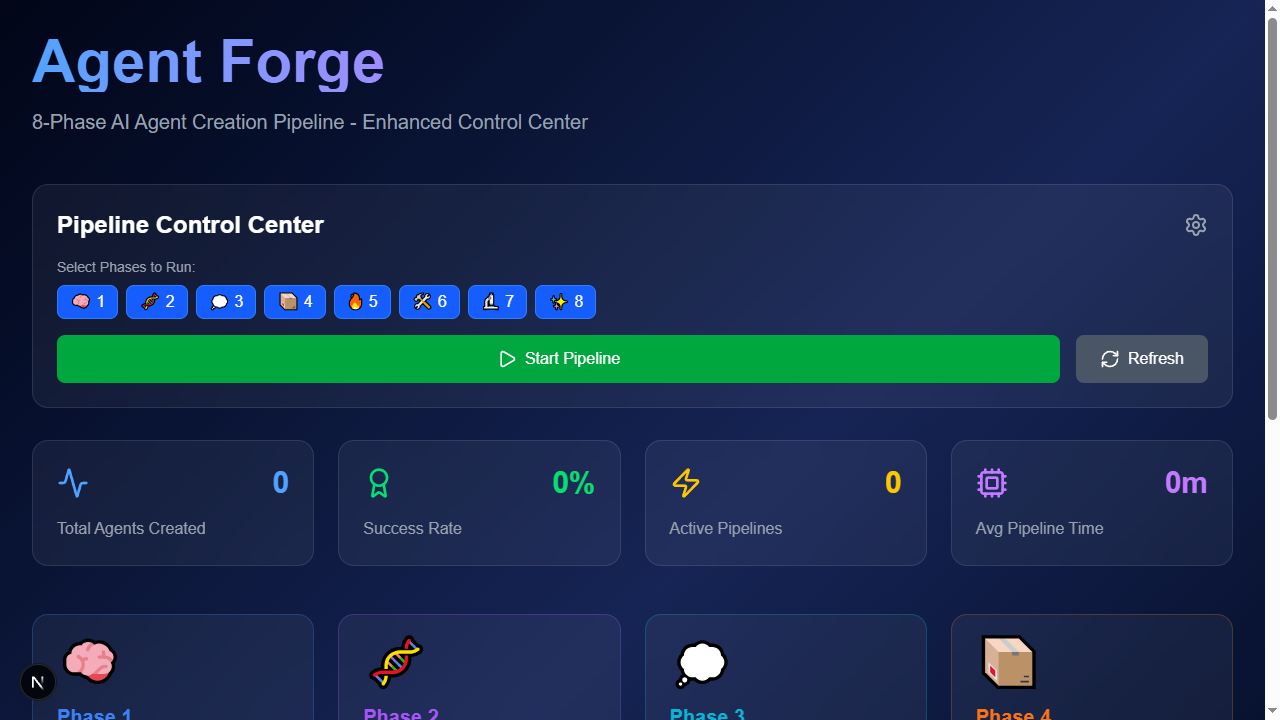 Agent Forge
8-Phase AI Agent Creation Pipeline - Enhanced Control Center
Pipeline Control Center
Select Phases to Run:
1 2 3 4 5 6 7 8
Start Pipeline Refresh
0 0% 0 0m
Total Agents Created Success Rate Active Pipelines Avg Pipeline Time
N
Phase 1 Phase 2 Phase 3 Phase 4